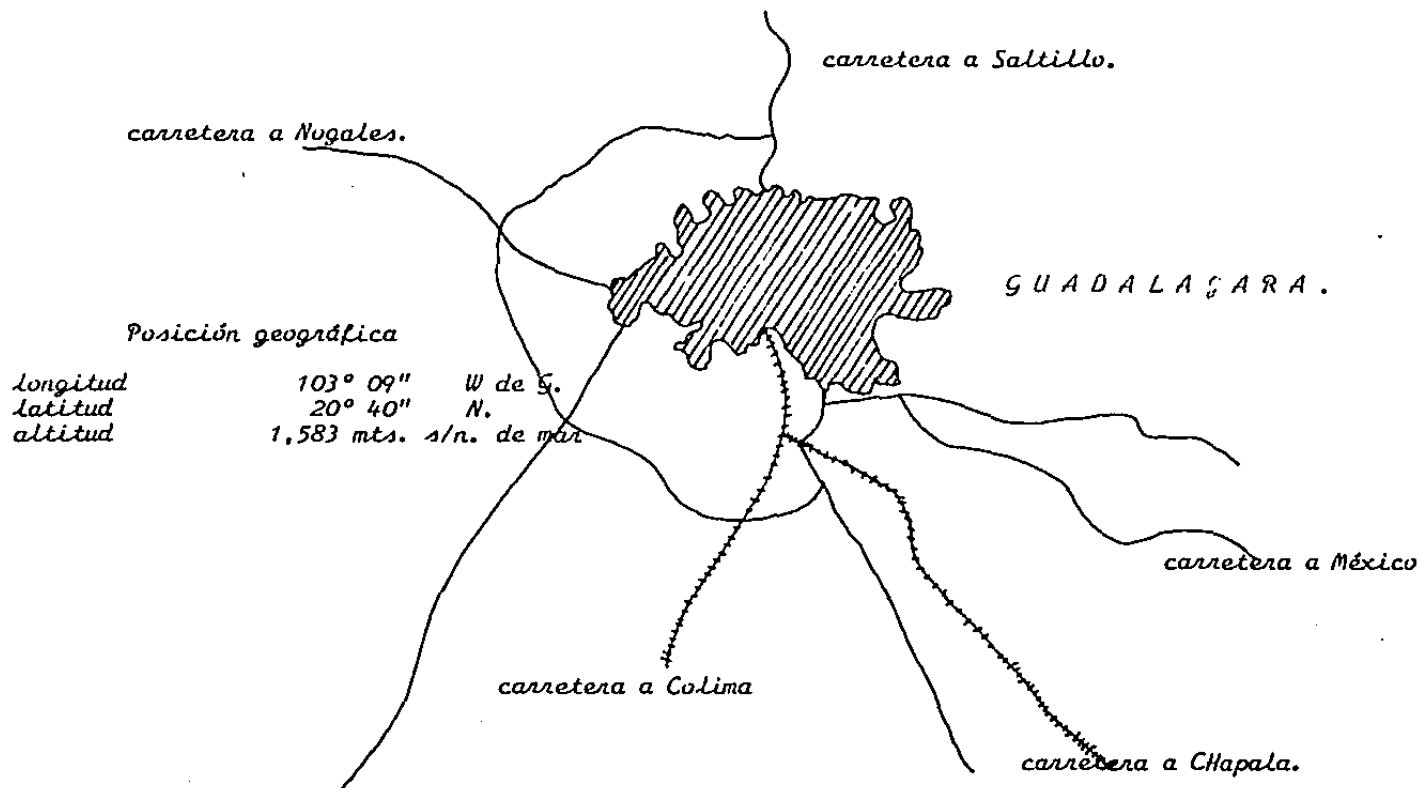 carretera a Saltillo.
carretera a Nogales.
GUADALAJARA.
Posición geográfica
longitud 103° 09" W de G.
latitud 20° 40" N.
altitud 1,583 mts. s/n. de mar
carretera a México
carretera a Colima
carretera a CHapala.